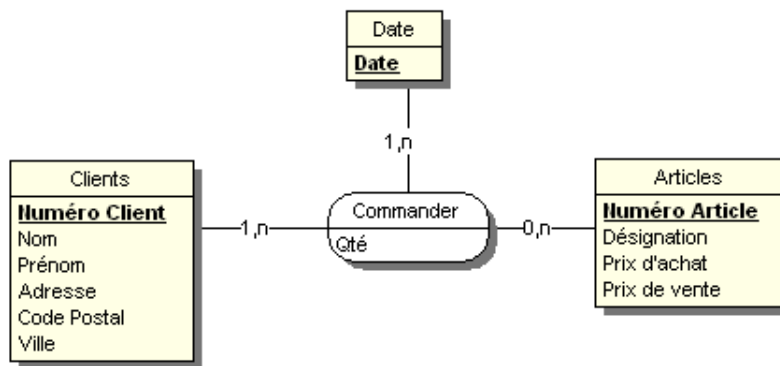 Date
Date
1,n
Clients
Numéro Client
Nom
Prénom
Adresse
Code Postal
Ville
1,n
Commander
Qté
0,n
Articles
Numéro Article
Désignation
Prix d'achat
Prix de vente